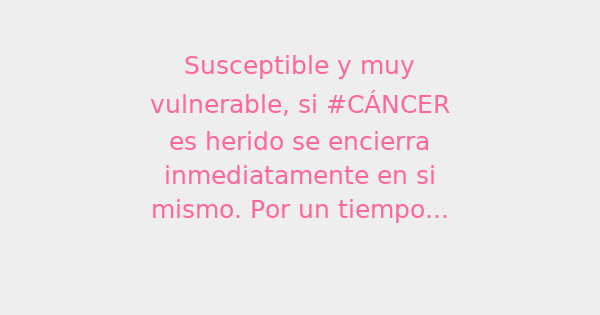 Susceptible y muy
vulnerable, si #CÁNCER
es herido se encierra
inmediatamente en si
mismo. Por un tiempo...